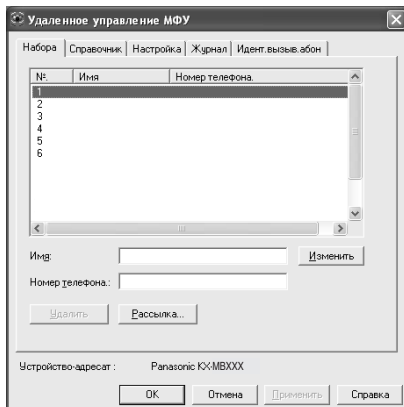 Удаленное управление МФУ
Набора Справочник Настройка Журнал Идент.вызыв.абон
№. Имя Номер телефона.
1
2
3
4
5
6
Имя:
Изменить
Номер телефона.:
Удалить Рассылка...
Устройство-адресат : Panasonic KX-MBXXX
OK Отмена Применить Справка